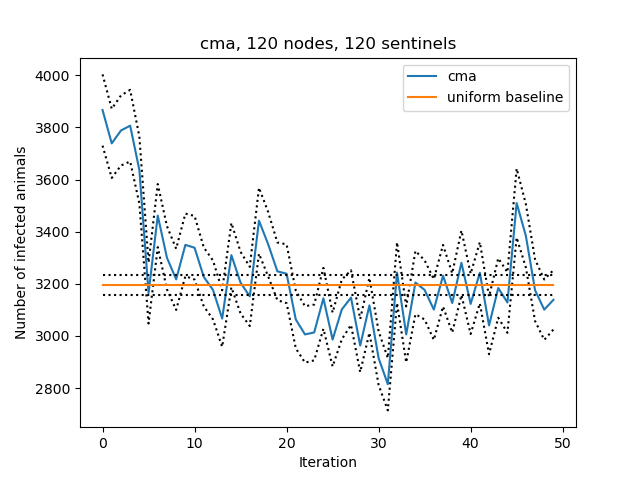 cma, 120 nodes, 120 sentinels
cma
uniform baseline
Number of infected animals
4000
3800
3600
3400
3200
3000
2800
0 10 20 30 40 50
Iteration